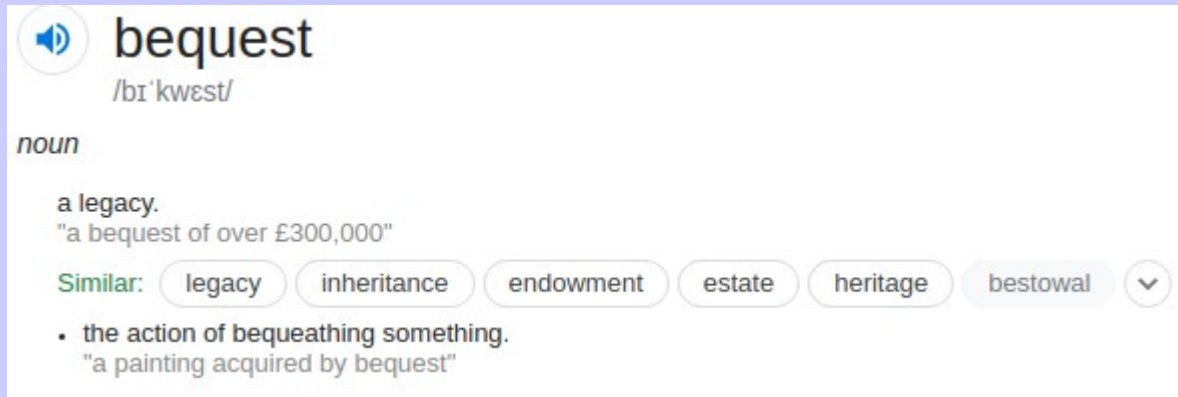 bequest
/bɪˈkwɛst/
noun
a legacy.
"a bequest of over £300,000"
Similar: legacy inheritance endowment estate heritage bestowal
• the action of bequeathing something.
"a painting acquired by bequest"